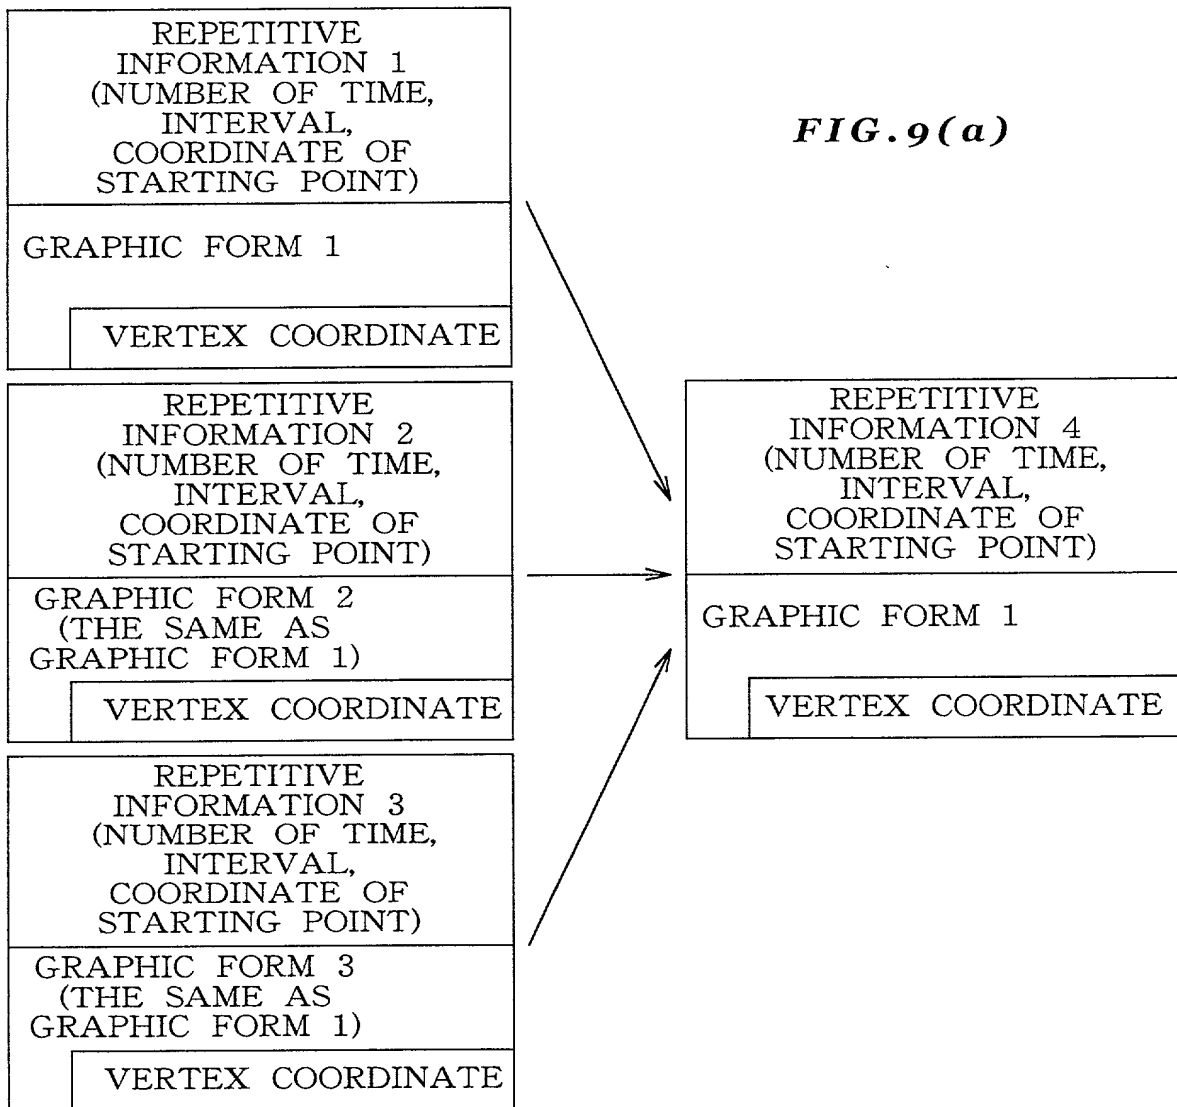 REPETITIVE
INFORMATION 1
(NUMBER OF TIME,
INTERVAL,
COORDINATE OF
STARTING POINT)
GRAPHIC FORM 1
VERTEX COORDINATE
FIG.9(a)
REPETITIVE
INFORMATION 2
(NUMBER OF TIME,
INTERVAL,
COORDINATE OF
STARTING POINT)
GRAPHIC FORM 2
(THE SAME AS
GRAPHIC FORM 1)
VERTEX COORDINATE
REPETITIVE
INFORMATION 4
(NUMBER OF TIME,
INTERVAL,
COORDINATE OF
STARTING POINT)
GRAPHIC FORM 1
VERTEX COORDINATE
REPETITIVE
INFORMATION 3
(NUMBER OF TIME,
INTERVAL,
COORDINATE OF
STARTING POINT)
GRAPHIC FORM 3
(THE SAME AS
GRAPHIC FORM 1)
VERTEX COORDINATE